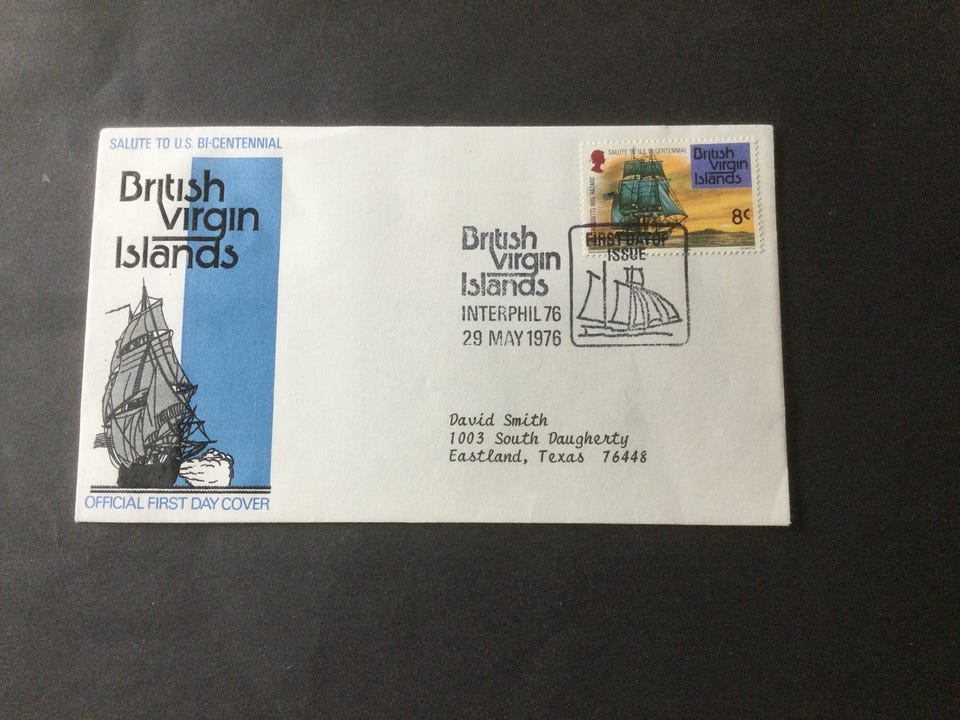 SALUTE TO U.S. BI-CENTENNIAL
British
Virgin
Islands
OFFICIAL FIRST DAY COVER
SALUTE TO U.S. BI-CENTENNIAL
British
Virgin
Islands
8c
FIRST DAY OF
ISSUE
British
Virgin
Islands
INTERPHIL 76
29 MAY 1976
David Smith
1003 South Daugherty
Eastland, Texas 76448